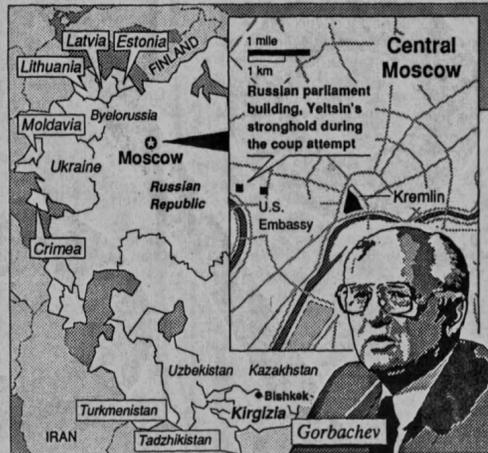 Latvia
Estonia
FINLAND
Lithuania
Byelorussia
Moldavia
Moscow
Ukraine
Russian
Republic
Crimea
Uzbekistan
Kazakhstan
Bishkek
Turkmenistan
Kirgizia
IRAN
Tadzhikistan
1 mile
1 km
Central
Moscow
Russian parliament
building, Yeltsin's
stronghold during
the coup attempt
Kremlin
U.S.
Embassy
Gorbachev